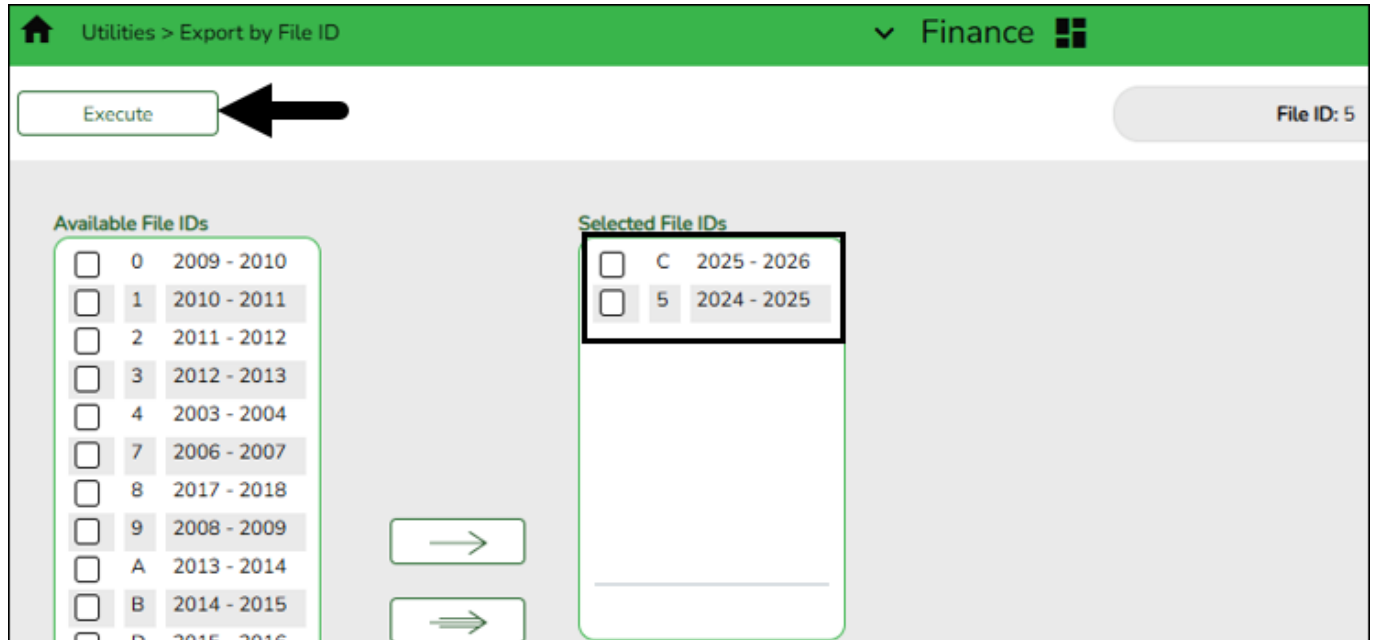 Utilities > Export by File ID
Finance
Execute
File ID: 5
Available File IDs
0 2009 - 2010
1 2010 - 2011
2 2011 - 2012
3 2012 - 2013
4 2003 - 2004
7 2006 - 2007
8 2017 - 2018
9 2008 - 2009
A 2013 - 2014
B 2014 - 2015
D 2015 - 2016
Selected File IDs
C 2025 - 2026
5 2024 - 2025